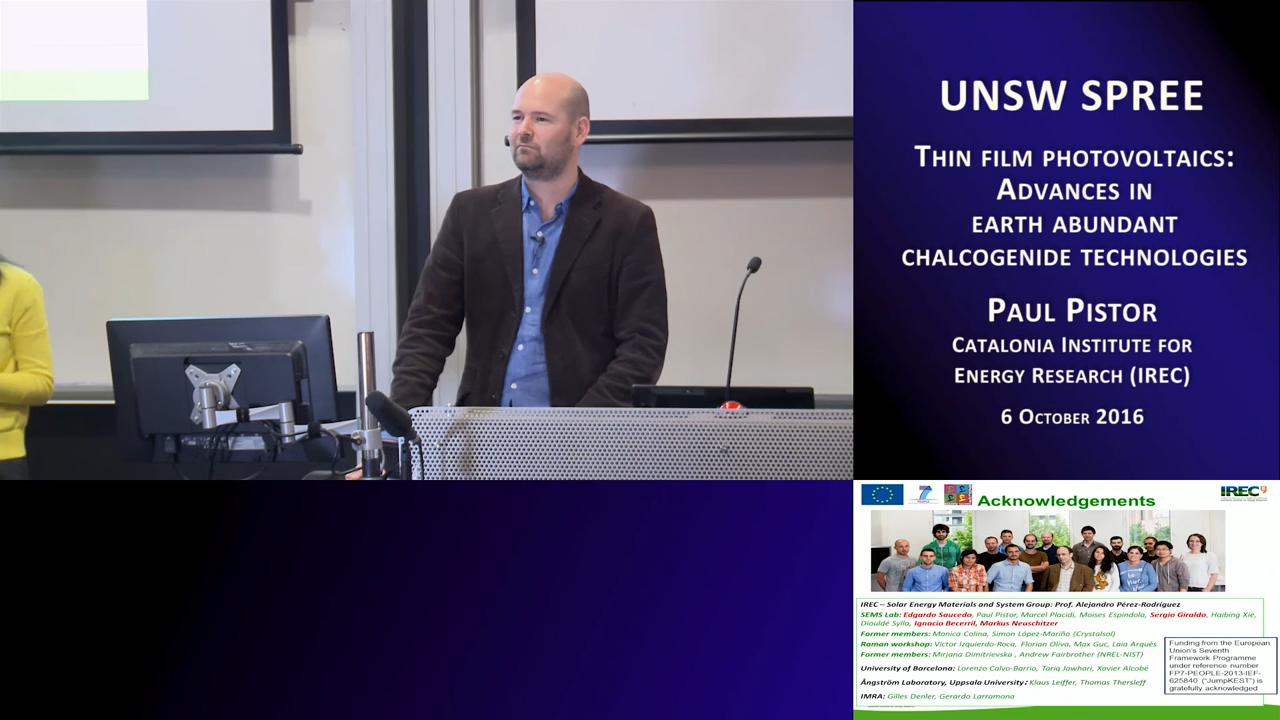 UNSW SPREE
THIN FILM PHOTOVOLTAICS:
ADVANCES IN
EARTH ABUNDANT
CHALCOGENIDE TECHNOLOGIES
PAUL PISTOR
CATALONIA INSTITUTE FOR
ENERGY RESEARCH (IREC)
6 OCTOBER 2016
Acknowledgements
IREC
IREC – Solar Energy Materials and System Group: Prof. Alejandro Pérez-Rodríguez
SEMS Lab: Edgardo Saucedo, Paul Pistor, Marcel Placidi, Moises Espindola, Sergio Giraldo, Haibing Xie,
Diouldé Sylla, Ignacio Becerril, Markus Neuschitzer
Former members: Monica Colina, Simon López-Mariño (Crystalsol)
Raman workshop: Victor Izquierdo-Roca, Florian Oliva, Max Guc, Laia Arqués
Former members: Mirjana Dimitrievska , Andrew Fairbrother (NREL-NIST)
University of Barcelona: Lorenzo Calvo-Barrio, Tariq Jawhari, Xavier Alcobé
Ångström Laboratory, Uppsala University: Klaus Leiffer, Thomas Thersleff
IMRA: Gilles Denler, Gerardo Larramona
Funding from the European
Union's Seventh
Framework Programme
under reference number
FP7-PEOPLE-2013-IEF-
625840 ("JumpKEST") is
gratefully acknowledged